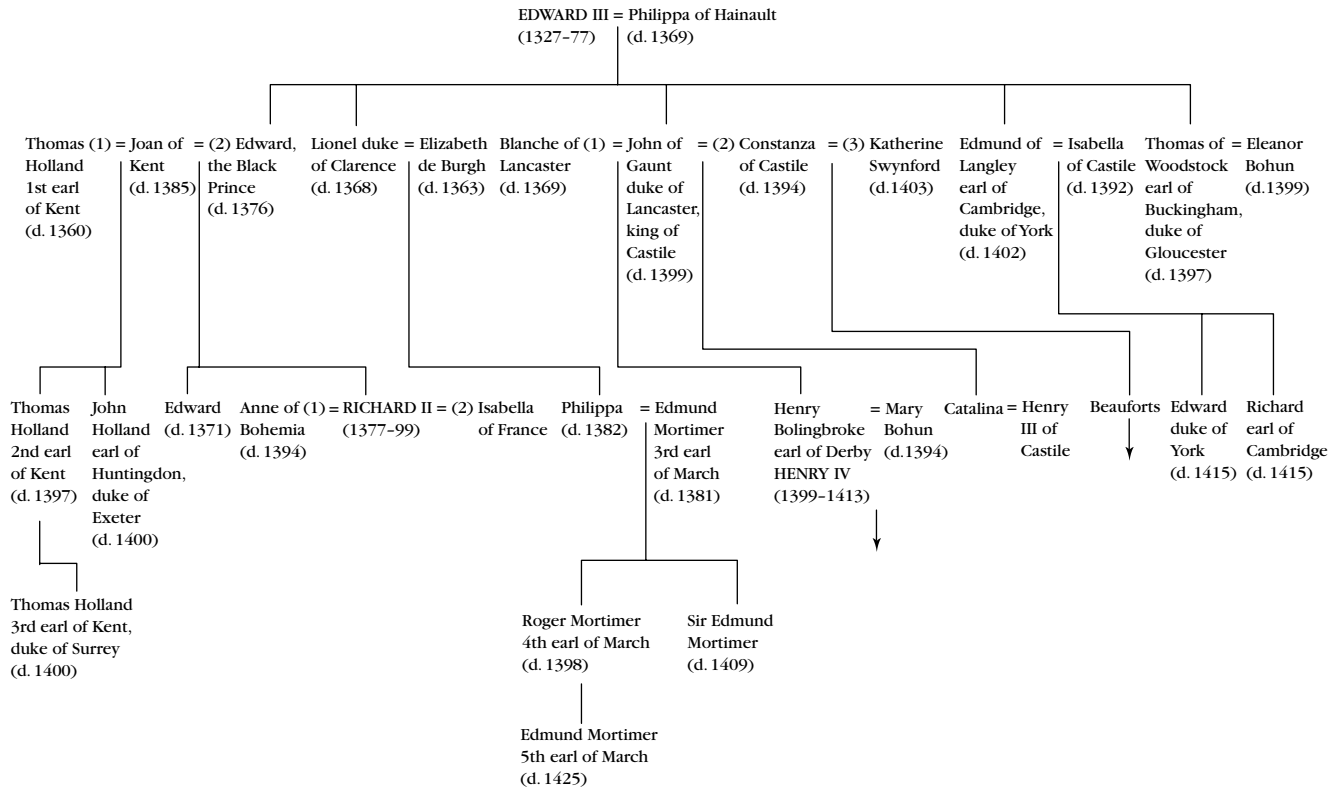 EDWARD III = Philippa of Hainault
(1327–77) (d. 1369)
Thomas (1) = Joan of = (2) Edward,
Holland Kent the Black
1st earl (d. 1385) Prince
of Kent (d. 1376)
(d. 1360)
Lionel duke = Elizabeth
of Clarence de Burgh
(d. 1368) (d. 1363)
Blanche of (1) = John of = (2) Constanza = (3) Katherine
Lancaster Gaunt of Castile Swynford
(d. 1369) duke of (d. 1394) (d.1403)
Lancaster,
king of
Castile
(d. 1399)
Edmund of = Isabella
Langley of Castile
earl of (d. 1392)
Cambridge,
duke of York
(d. 1402)
Thomas of = Eleanor
Woodstock Bohun
earl of (d.1399)
Buckingham,
duke of
Gloucester
(d. 1397)
Thomas
Holland
2nd earl
of Kent
(d. 1397)
John
Holland
earl of
Huntingdon,
duke of
Exeter
(d. 1400)
Edward
(d. 1371)
Anne of (1) = RICHARD II = (2) Isabella
Bohemia (1377–99) of France
(d. 1394)
Philippa = Edmund
(d. 1382) Mortimer
3rd earl
of March
(d. 1381)
Henry = Mary
Bolingbroke Bohun
earl of Derby (d.1394)
HENRY IV
(1399–1413)
Catalina = Henry
III of
Castile
Beauforts
Edward
duke of
York
(d. 1415)
Richard
earl of
Cambridge
(d. 1415)
Thomas Holland
3rd earl of Kent,
duke of Surrey
(d. 1400)
Roger Mortimer
4th earl of March
(d. 1398)
Sir Edmund
Mortimer
(d. 1409)
Edmund Mortimer
5th earl of March
(d. 1425)